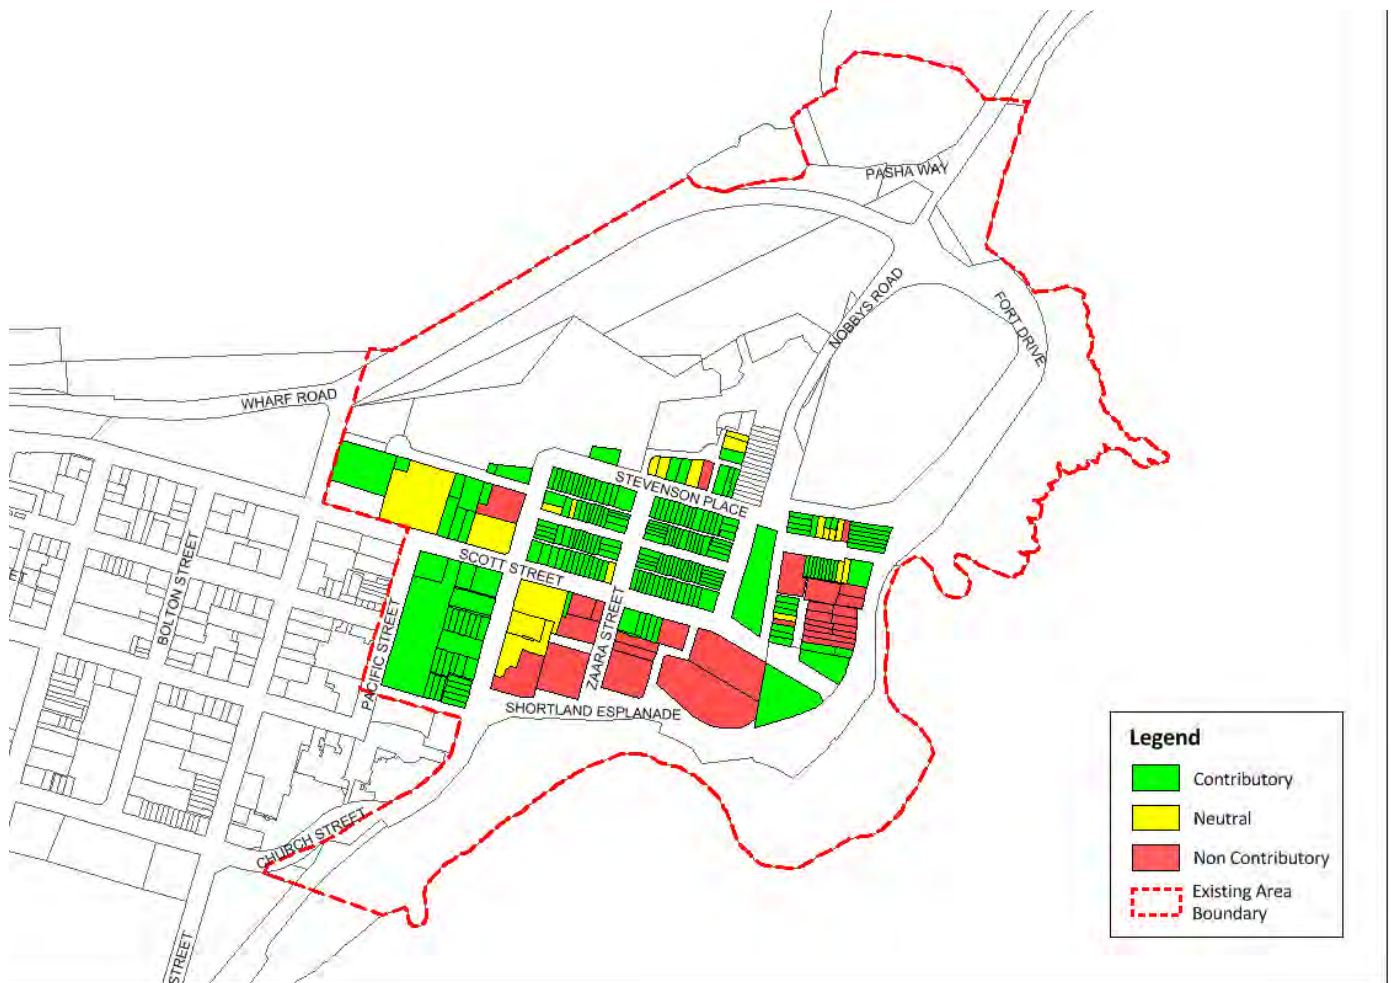 PASHA WAY
NOBBYS ROAD
FORT DRIVE
WHARF ROAD
STEVENSON PLACE
BOLTON STREET
SCOTT STREET
PACIFIC STREET
ZAARA STREET
SHORTLAND ESPLANADE
CHURCH STREET
STREET
Legend
Contributory
Neutral
Non Contributory
Existing Area
Boundary